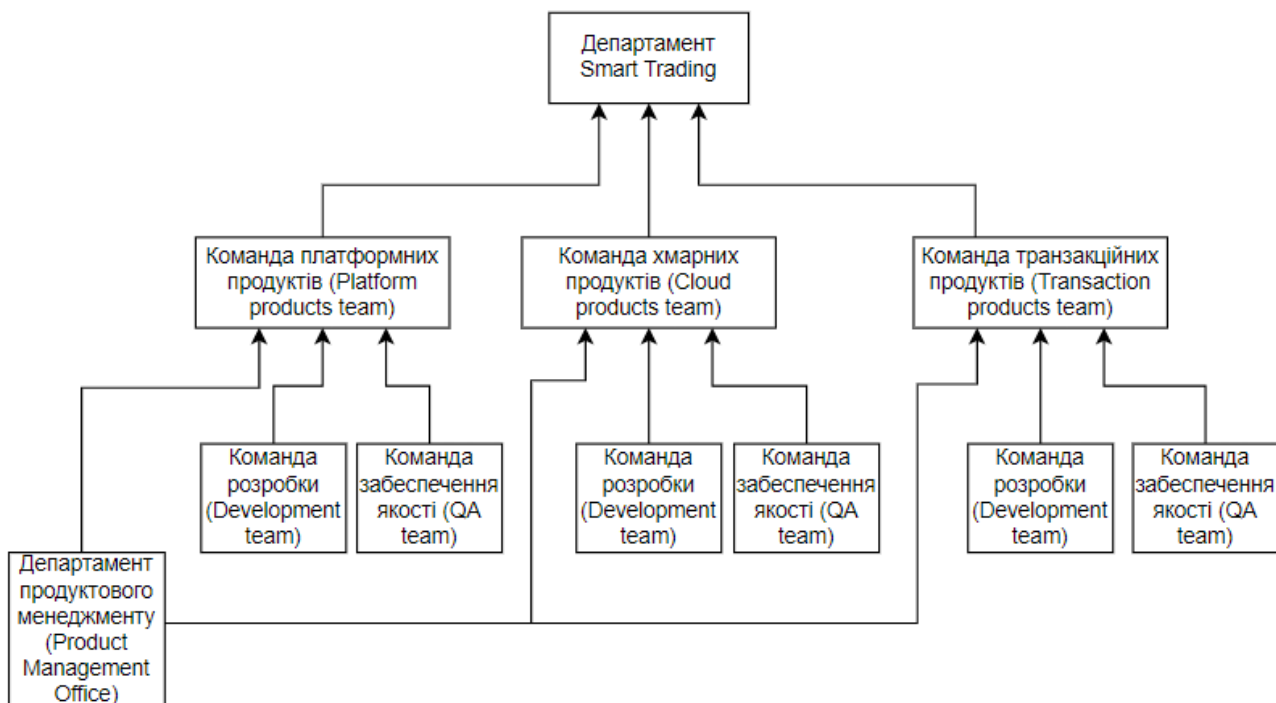 Департамент
Smart Trading
Команда платформних
продуктів (Platform
products team)
Команда хмарних
продуктів (Cloud
products team)
Команда транзакційних
продуктів (Transaction
products team)
Команда
розробки
(Development
team)
Команда
забеспечення
якості (QA
team)
Команда
розробки
(Development
team)
Команда
забеспечення
якості (QA
team)
Команда
розробки
(Development
team)
Команда
забеспечення
якості (QA
team)
Департамент
продуктового
менеджменту
(Product
Management
Office)